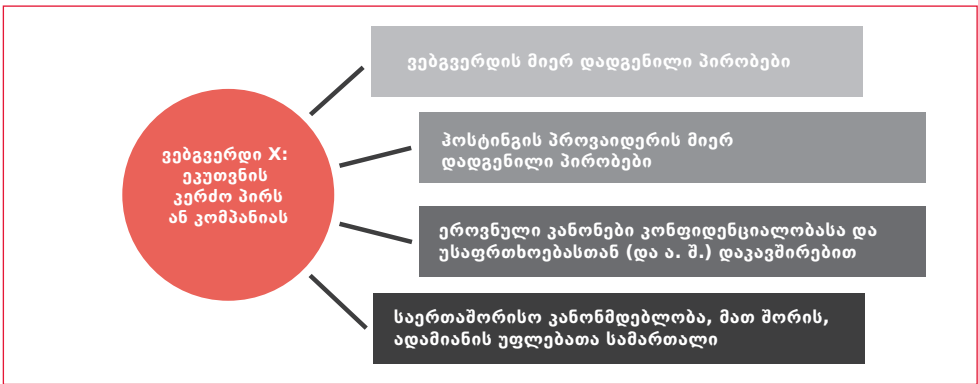 ვებგვერდი X:
ეკუთვნის
კერძო პირს
ან კომპანიას
ვებგვერდის მიერ დადგენილი პირობები
ჰოსტინგის პროვაიდერის მიერ
დადგენილი პირობები
ეროვნული კანონები კონფიდენციალობასა და
უსაფრთხოებასთან (და ა. შ.) დაკავშირებით
საერთაშორისო კანონმდებლობა, მათ შორის,
ადამიანის უფლებათა სამართალი